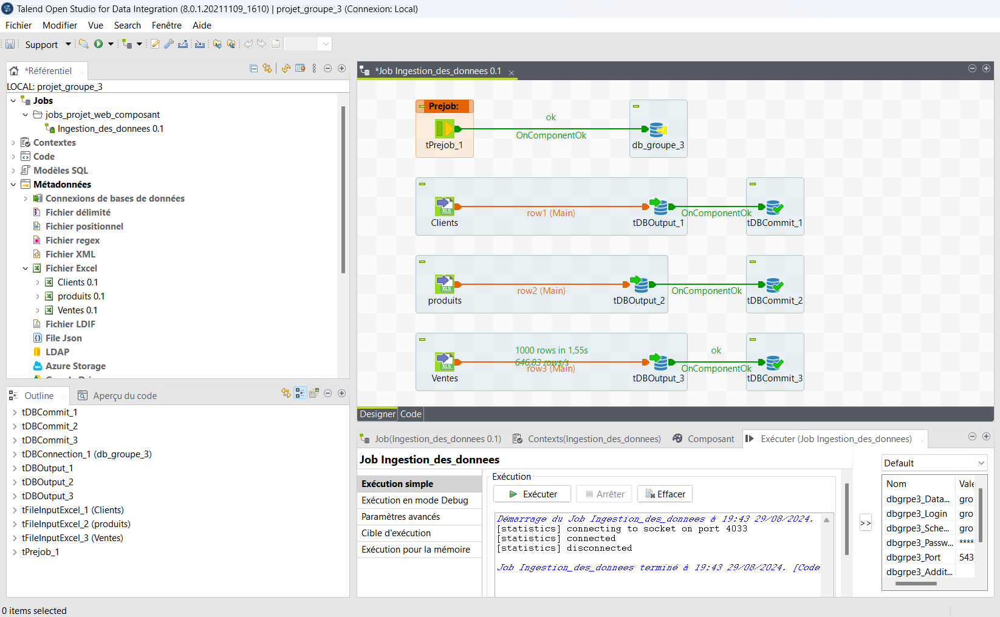 Talend Open Studio for Data Integration (8.0.1.20211109_1610) | projet_groupe_3 (Connexion: Local)
Fichier Modifier Vue Search Fenêtre Aide
Support
*Référentiel
LOCAL: projet_groupe_3
Jobs
jobs_projet_web_composant
Ingestion_des_donnees 0.1
Contextes
Code
Modèles SQL
Métadonnées
Connexions de bases de données
Fichier délimité
Fichier positionnel
Fichier regex
Fichier XML
Fichier Excel
Clients 0.1
produits 0.1
Ventes 0.1
Fichier LDIF
File Json
LDAP
Azure Storage
Outline Aperçu du code
tDBCommit_1
tDBCommit_2
tDBCommit_3
tDBConnection_1 (db_groupe_3)
tDBOutput_1
tDBOutput_2
tDBOutput_3
tFileInputExcel_1 (Clients)
tFileInputExcel_2 (produits)
tFileInputExcel_3 (Ventes)
tPrejob_1
*Job Ingestion_des_donnees 0.1
Prejob:
ok
OnComponentOk
tPrejob_1 db_groupe_3
XLS
row1 (Main) OnComponentOk
Clients tDBOutput_1 tDBCommit_1
XLS
row2 (Main) OnComponentOk
produits tDBOutput_2 tDBCommit_2
1000 rows in 1,55s ok
XLS 646,83 rows/s
row3 (Main) OnComponentOk
Ventes tDBOutput_3 tDBCommit_3
Designer Code
Job(Ingestion_des_donnees 0.1) Contexts(Ingestion_des_donnees) Composant Exécuter (Job Ingestion_des_donnees)
Job Ingestion_des_donnees
Exécution simple
Exécution en mode Debug
Paramètres avancés
Cible d'exécution
Exécution pour la mémoire
Exécution
Exécuter Arrêter Effacer
Démarrage du Job Ingestion_des_donnees à 19:43 29/08/2024.
[statistics] connecting to socket on port 4033
[statistics] connected
[statistics] disconnected
Job Ingestion_des_donnees terminé à 19:43 29/08/2024. [Code
>>
Default
Nom Vale
dbgrpe3_Data... gro
dbgrpe3_Login gro
dbgrpe3_Sche... gro
dbgrpe3_Passw... ****
dbgrpe3_Port 543
dbgrpe3_Addit...
0 items selected